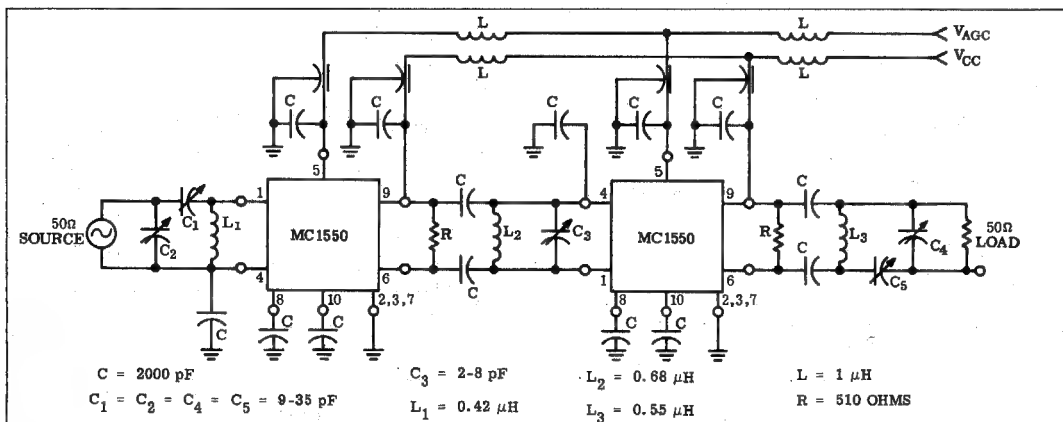 L
L
V_AGC
V_CC
L
L
C
C
C
C
C
5
5
50Ω
SOURCE
C₁
C₂
L₁
1
4
9
6
MC1550
8
10
2,3,7
C
C
C
R
C
C
L₂
C₃
4
1
9
6
MC1550
8
10
2,3,7
C
C
R
C
C
L₃
C₄
C₅
50Ω
LOAD
C = 2000 pF
C₁ = C₂ = C₄ = C₅ = 9-35 pF
C₃ = 2-8 pF
L₁ = 0.42 μH
L₂ = 0.68 μH
L₃ = 0.55 μH
L = 1 μH
R = 510 OHMS